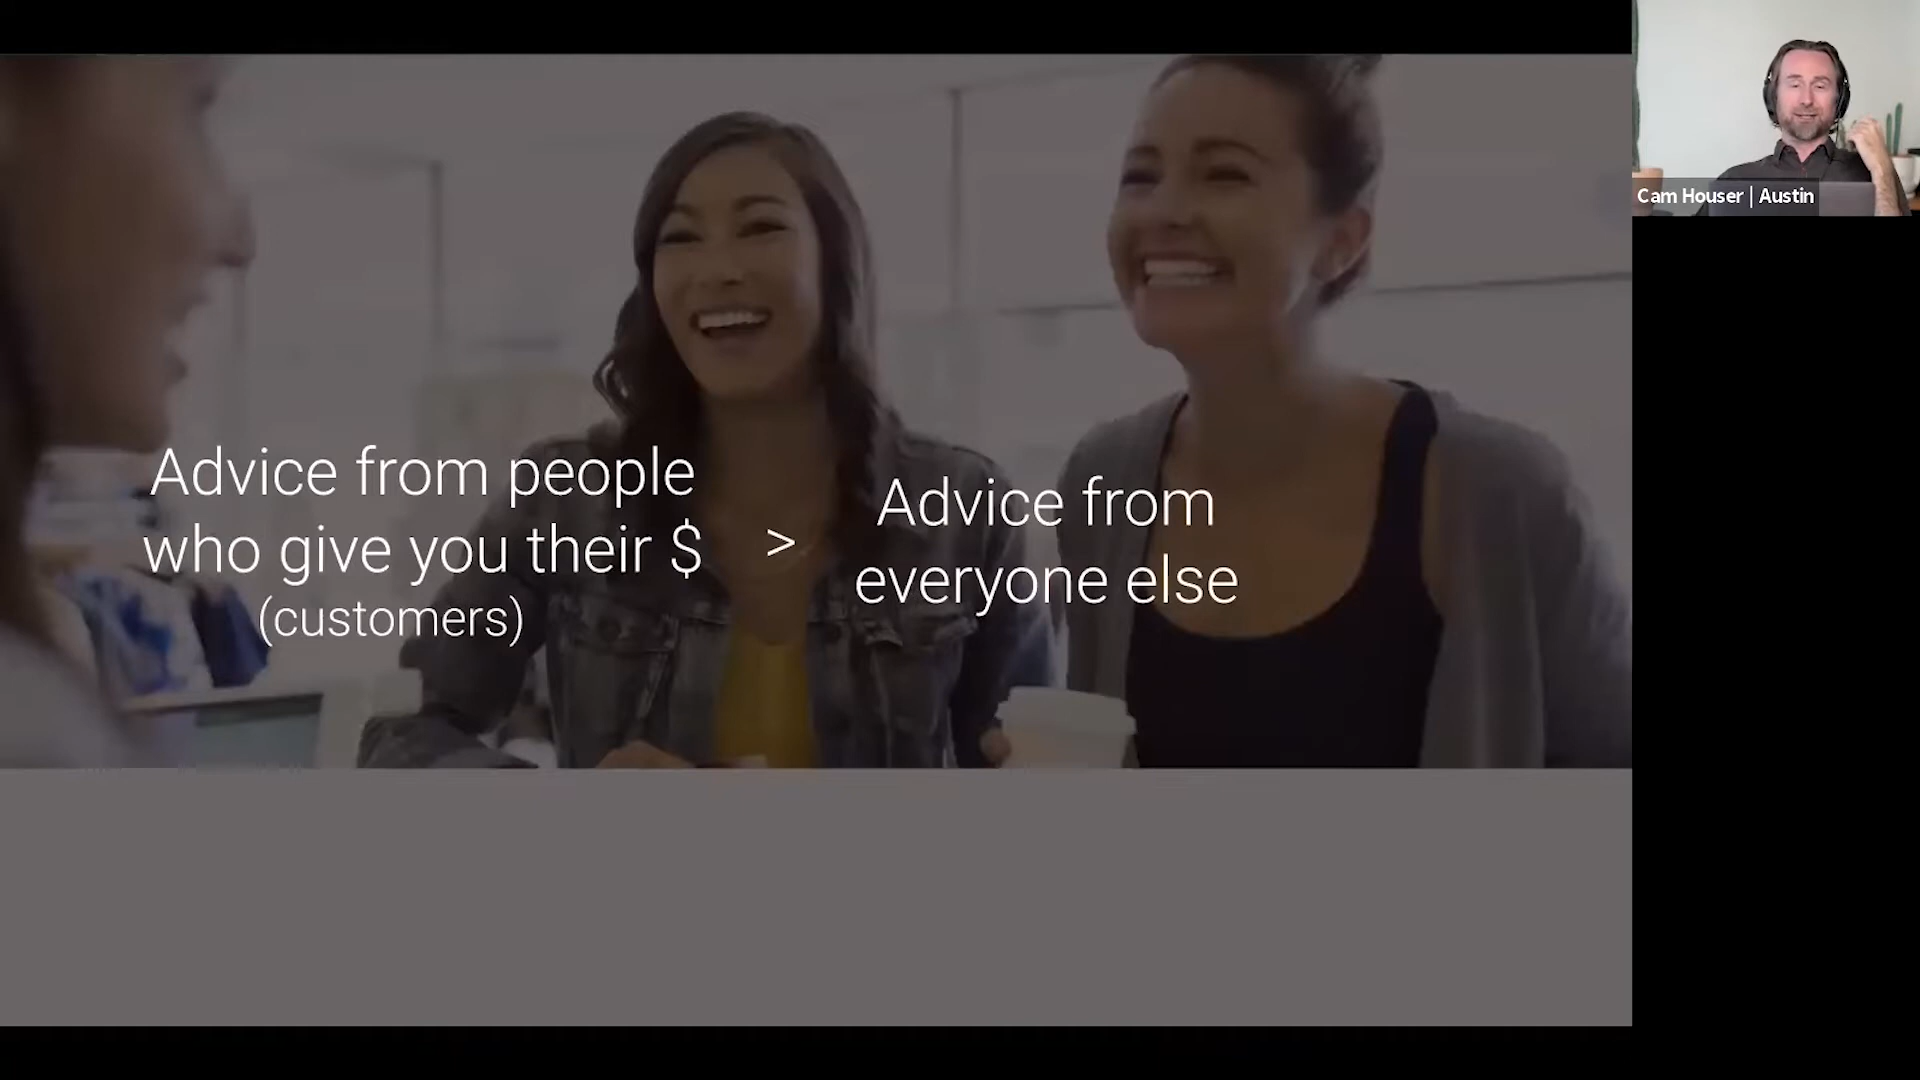 Advice from people
who give you their $
(customers)
>
Advice from
everyone else
Cam Houser | Austin